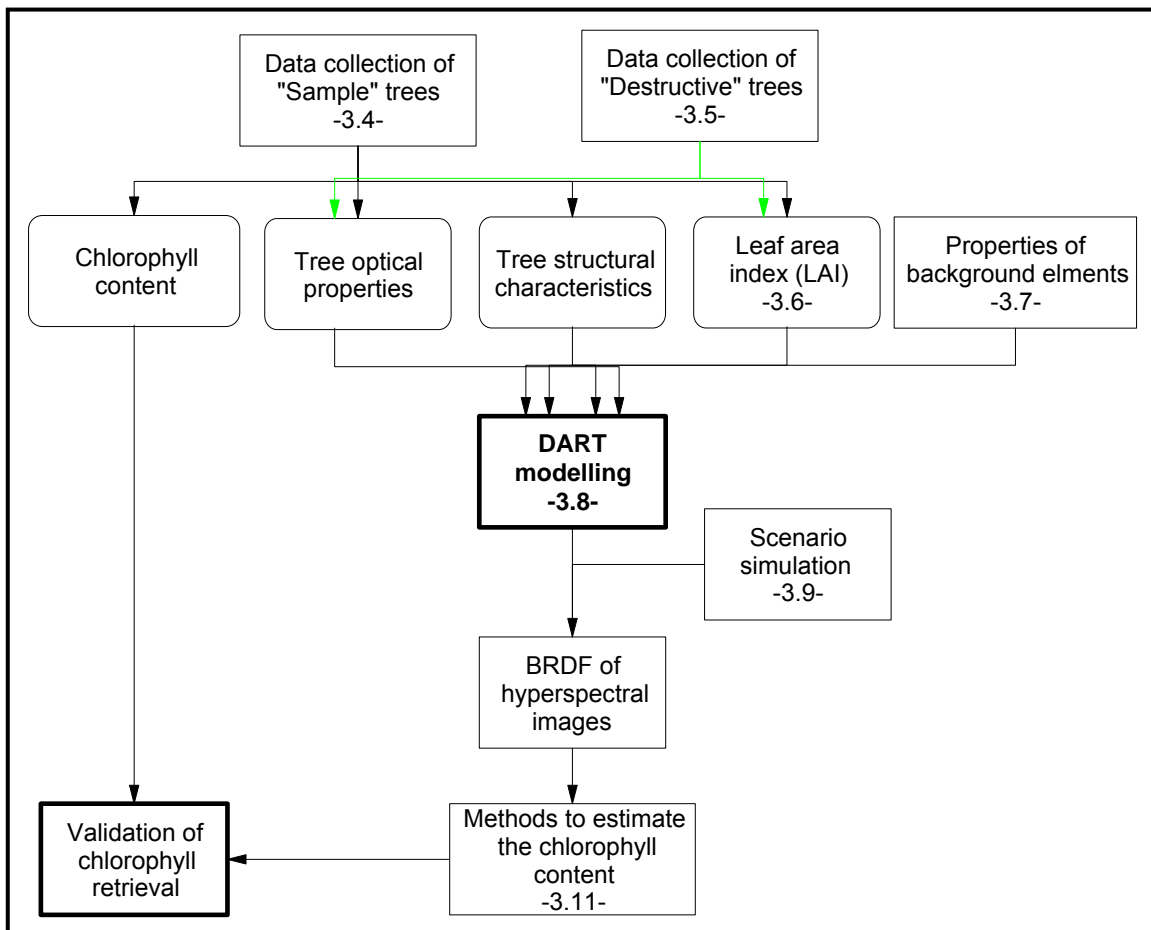 Data collection of
"Sample" trees
-3.4-
Data collection of
"Destructive" trees
-3.5-
Chlorophyll
content
Tree optical
properties
Tree structural
characteristics
Leaf area
index (LAI)
-3.6-
Properties of
background elments
-3.7-
DART
modelling
-3.8-
Scenario
simulation
-3.9-
BRDF of
hyperspectral
images
Validation of
chlorophyll
retrieval
Methods to estimate
the chlorophyll
content
-3.11-